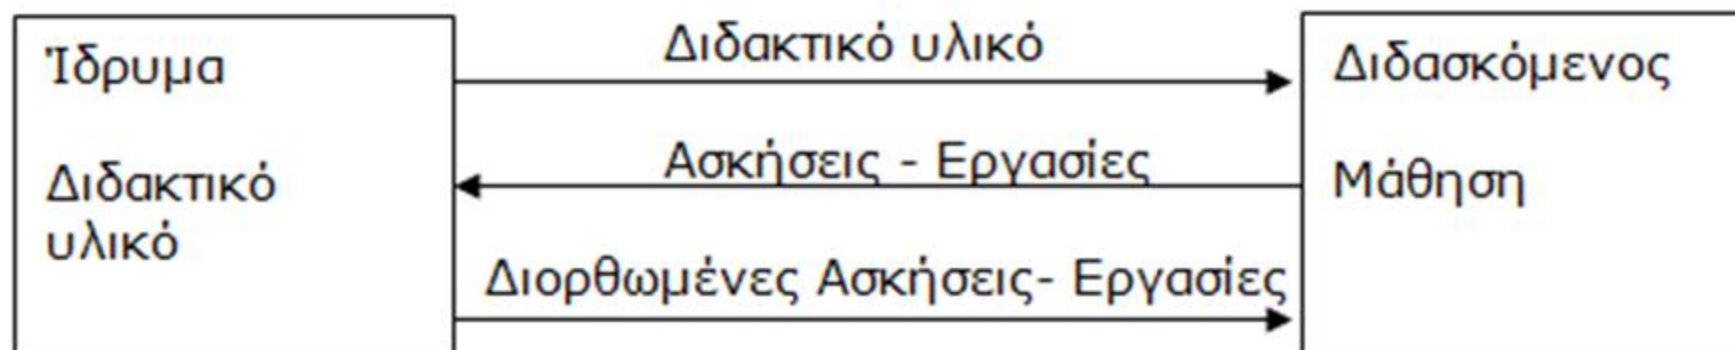 Ίδρυμα
Διδακτικό
υλικό
Διδακτικό υλικό
Ασκήσεις - Εργασίες
Διορθωμένες Ασκήσεις- Εργασίες
Διδασκόμενος
Μάθηση